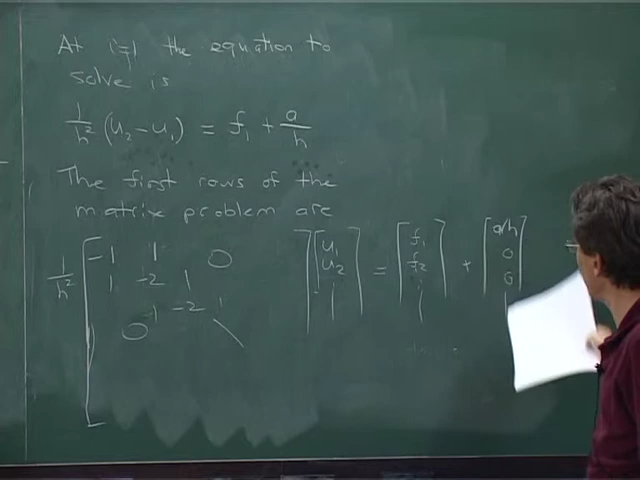 At i=1 the equation to
solve is
1/h² (u₂ - u₁) = f₁ + a/h
The first rows of the
matrix problem are
1/h² [ -1 1 0 ] [ u₁ ] = [ f₁ ] + [ a/h ]
1 -2 1 u₂ f₂ 0
1 -2 1 0
0